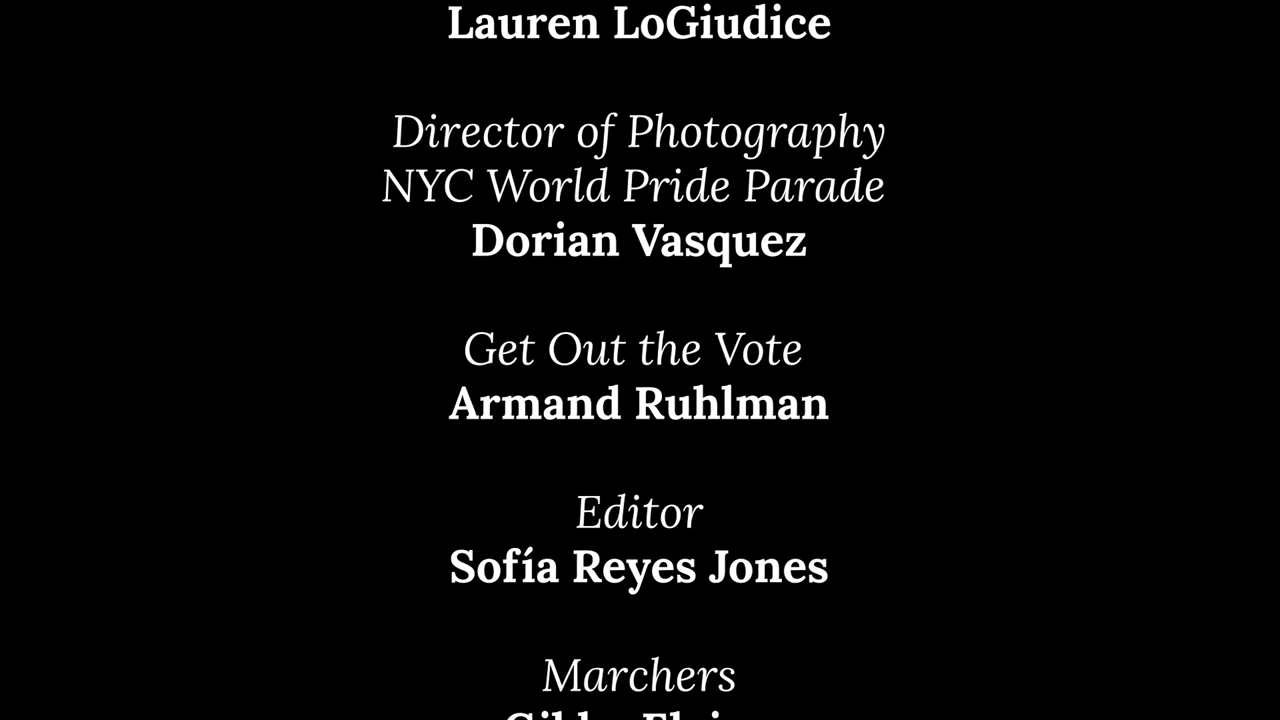 Lauren LoGiudice
Director of Photography
NYC World Pride Parade
Dorian Vasquez
Get Out the Vote
Armand Ruhlman
Editor
Sofía Reyes Jones
Marchers